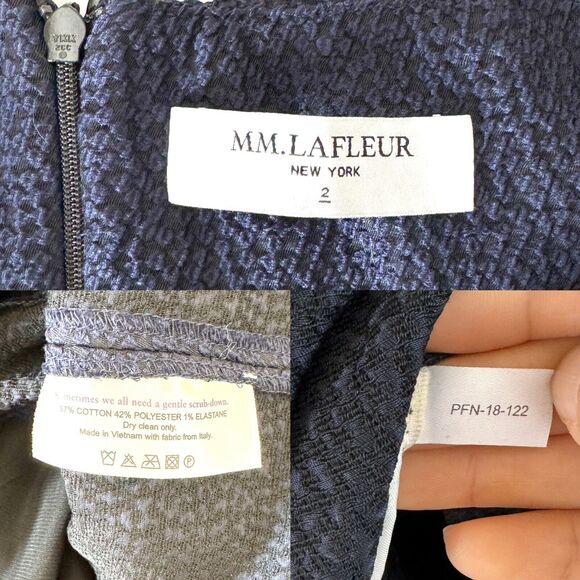 YKK
MM.LAFLEUR
NEW YORK
2
Sometimes we all need a gentle scrub-down.
57% COTTON 42% POLYESTER 1% ELASTANE
Dry clean only.
Made in Vietnam with fabric from Italy.
PFN-18-122